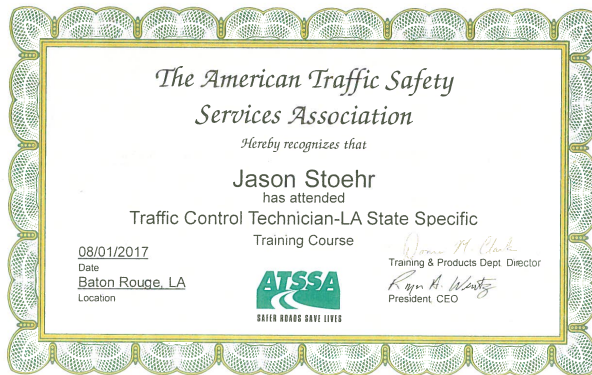 The American Traffic Safety
Services Association
Hereby recognizes that
Jason Stoehr
has attended
Traffic Control Technician-LA State Specific
Training Course
08/01/2017
Date
Baton Rouge, LA
Location
Training & Products Dept. Director
President, CEO
ATSSA
SAFER ROADS SAVE LIVES